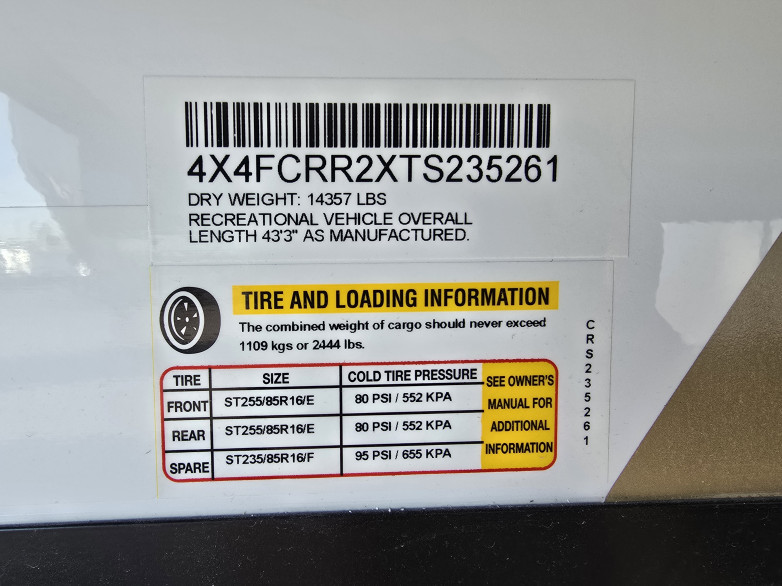 4X4FCRR2XTS235261
DRY WEIGHT: 14357 LBS
RECREATIONAL VEHICLE OVERALL
LENGTH 43'3" AS MANUFACTURED.
TIRE AND LOADING INFORMATION
The combined weight of cargo should never exceed
1109 kgs or 2444 lbs.
TIRE SIZE COLD TIRE PRESSURE
FRONT ST255/85R16/E 80 PSI / 552 KPA
REAR ST255/85R16/E 80 PSI / 552 KPA
SPARE ST235/85R16/F 95 PSI / 655 KPA
SEE OWNER'S
MANUAL FOR
ADDITIONAL
INFORMATION
CRS235261